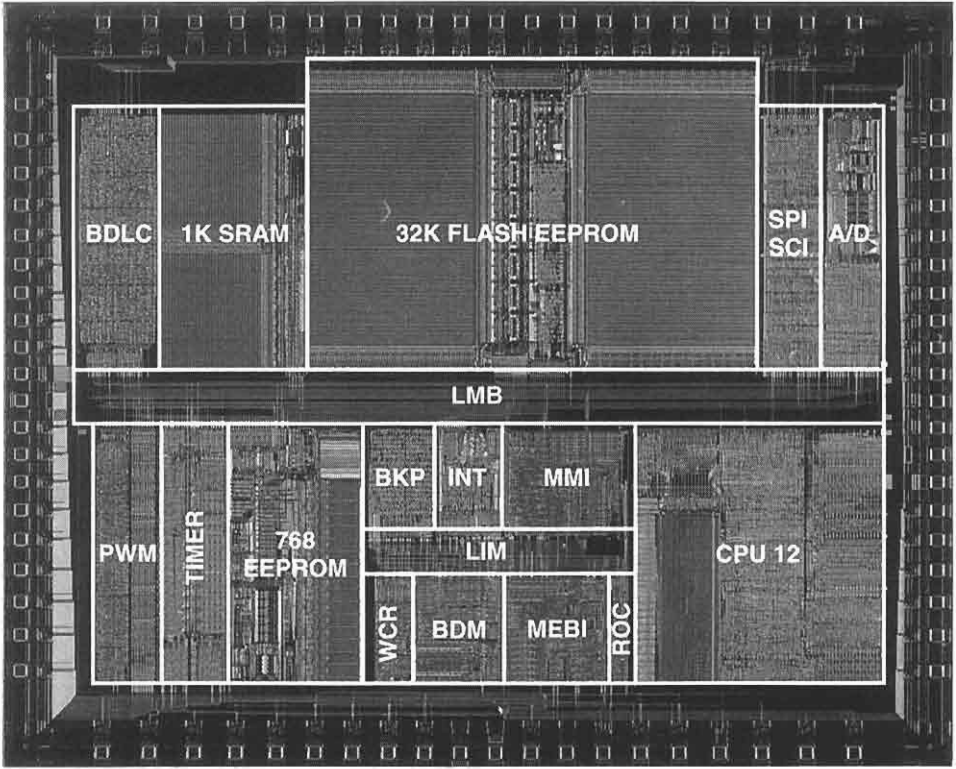 BDLC
1K SRAM
32K FLASH EEPROM
SPI
SCI
A/D
LMB
PWM
TIMER
768
EEPROM
BKP
INT
MMI
LIM
WCR
BDM
MEBI
ROC
CPU 12